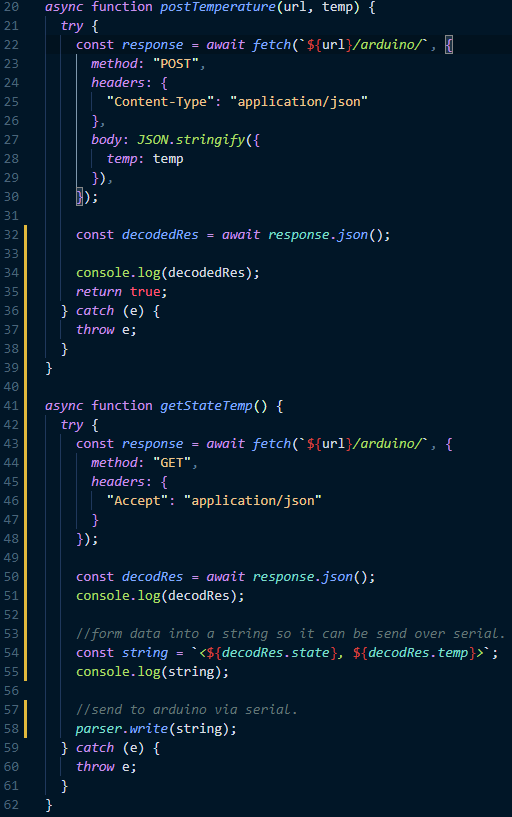 20 async function postTemperature(url, temp) {
21 try {
22 const response = await fetch(`${url}/arduino/`, {
23 method: "POST",
24 headers: {
25 "Content-Type": "application/json"
26 },
27 body: JSON.stringify({
28 temp: temp
29 }),
30 });
31
32 const decodedRes = await response.json();
33
34 console.log(decodedRes);
35 return true;
36 } catch (e) {
37 throw e;
38 }
39 }
40
41 async function getStateTemp() {
42 try {
43 const response = await fetch(`${url}/arduino/`, {
44 method: "GET",
45 headers: {
46 "Accept": "application/json"
47 }
48 });
49
50 const decodRes = await response.json();
51 console.log(decodRes);
52
53 //form data into a string so it can be send over serial.
54 const string = `<${decodRes.state}, ${decodRes.temp}>`;
55 console.log(string);
56
57 //send to arduino via serial.
58 parser.write(string);
59 } catch (e) {
60 throw e;
61 }
62 }